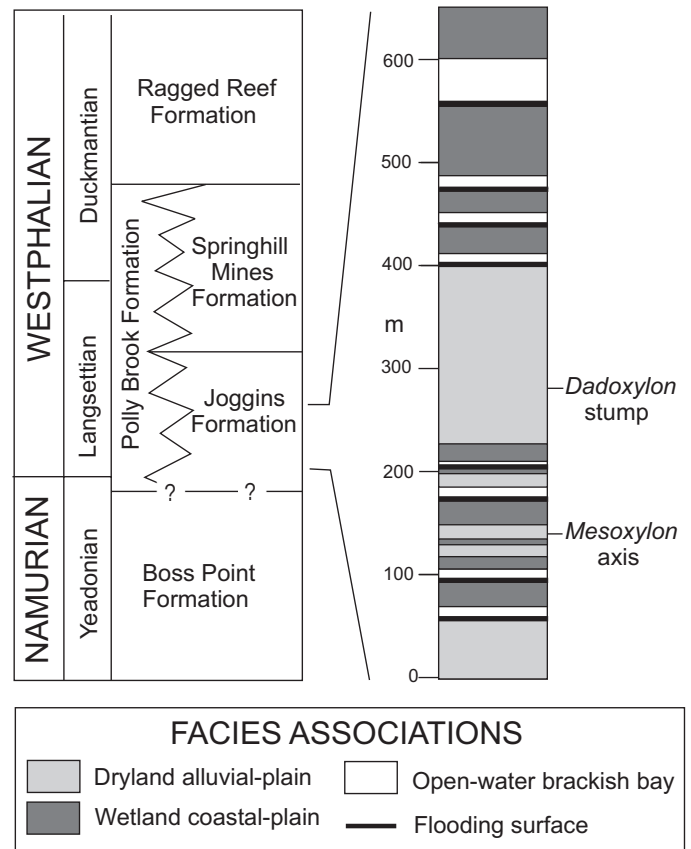 WESTPHALIAN
NAMURIAN
Duckmantian
Langsettian
Yeadonian
Ragged Reef
Formation
Polly Brook Formation
Springhill
Mines
Formation
Joggins
Formation
? ?
Boss Point
Formation
600
500
400
m
300
200
100
0
Dadoxylon
stump
Mesoxylon
axis
FACIES ASSOCIATIONS
Dryland alluvial-plain
Open-water brackish bay
Wetland coastal-plain
Flooding surface